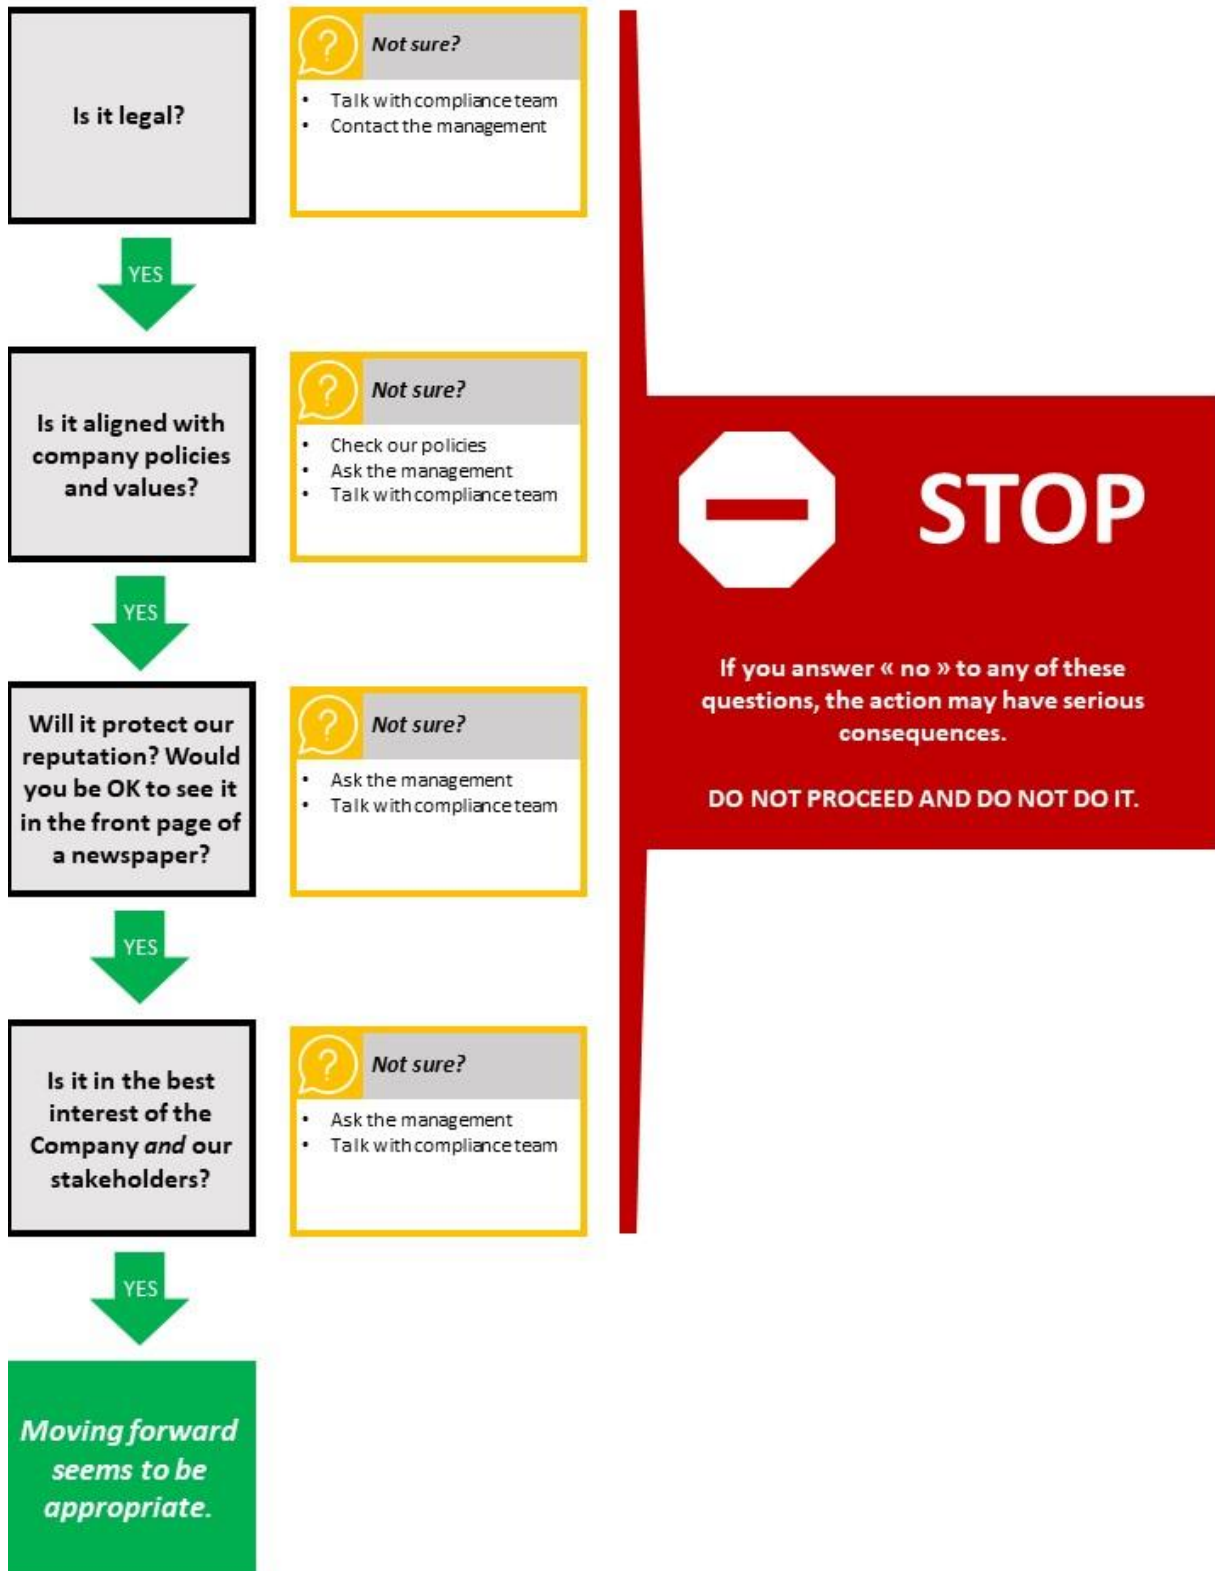 Is it legal?
Not sure?
• Talk with compliance team
• Contact the management
YES
Is it aligned with
company policies
and values?
Not sure?
• Check our policies
• Ask the management
• Talk with compliance team
YES
Will it protect our
reputation? Would
you be OK to see it
in the front page of
a newspaper?
Not sure?
• Ask the management
• Talk with compliance team
YES
Is it in the best
interest of the
Company and our
stakeholders?
Not sure?
• Ask the management
• Talk with compliance team
YES
Moving forward
seems to be
appropriate.
STOP
If you answer « no » to any of these
questions, the action may have serious
consequences.
DO NOT PROCEED AND DO NOT DO IT.